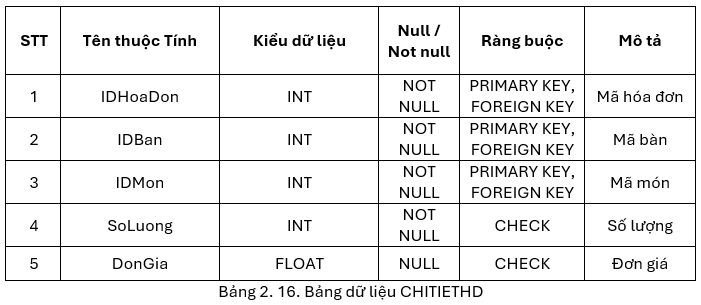 STT Tên thuộc Tính Kiểu dữ liệu Null / Not null Ràng buộc Mô tả
1 IDHoaDon INT NOT NULL PRIMARY KEY, FOREIGN KEY Mã hóa đơn
2 IDBan INT NOT NULL PRIMARY KEY, FOREIGN KEY Mã bàn
3 IDMon INT NOT NULL PRIMARY KEY, FOREIGN KEY Mã món
4 SoLuong INT NOT NULL CHECK Số lượng
5 DonGia FLOAT NULL CHECK Đơn giá
Bảng 2. 16. Bảng dữ liệu CHITIETHD